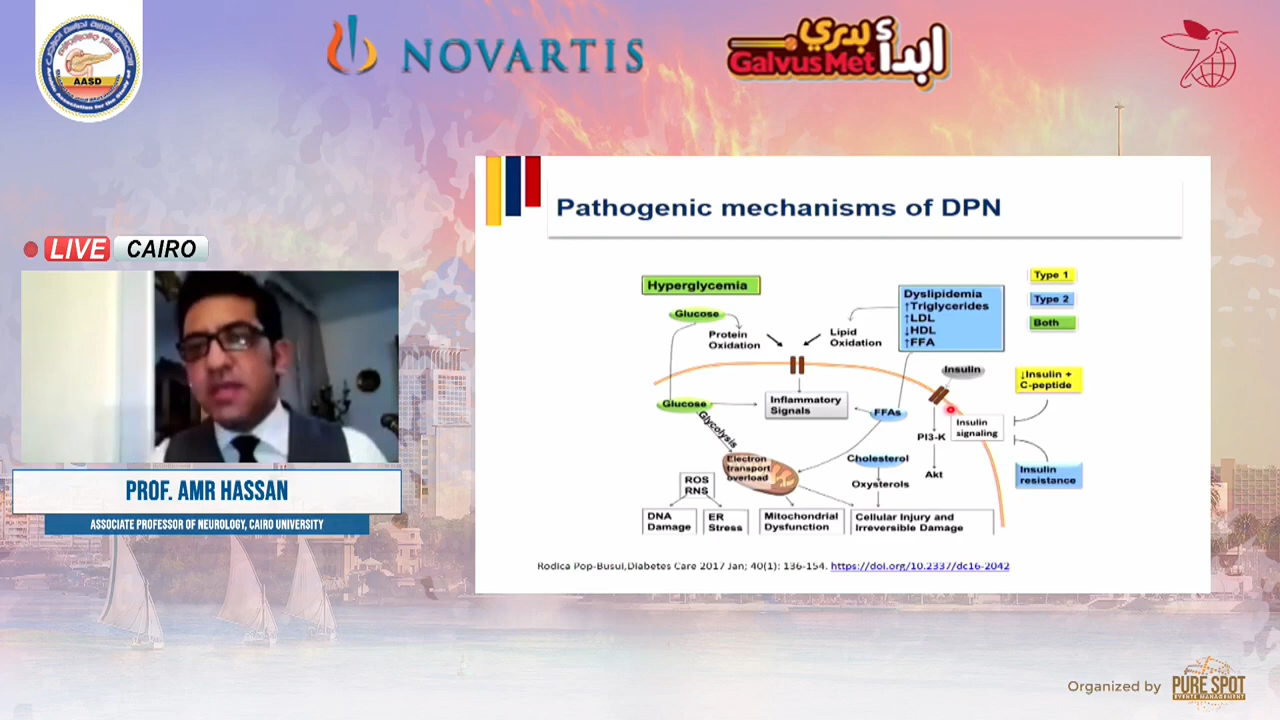 AASD
NOVARTIS
ابدأ بدري
GalvusMet
LIVE CAIRO
PROF. AMR HASSAN
ASSOCIATE PROFESSOR OF NEUROLOGY, CAIRO UNIVERSITY
Pathogenic mechanisms of DPN
Hyperglycemia
Glucose
Protein
Oxidation
Lipid
Oxidation
Dyslipidemia
↑Triglycerides
↑LDL
↓HDL
↑FFA
Type 1
Type 2
Both
Insulin
↓Insulin +
C-peptide
Glucose
Inflammatory
Signals
FFAs
Insulin
signaling
PI3-K
Akt
Glycolysis
Electron
transport
overload
Cholesterol
Oxysterols
Insulin
resistance
ROS
RNS
DNA
Damage
ER
Stress
Mitochondrial
Dysfunction
Cellular Injury and
Irreversible Damage
Rodica Pop-Busui,Diabetes Care 2017 Jan; 40(1): 136-154. https://doi.org/10.2337/dc16-2042
Organized by PURE SPOT
EVENTS MANAGEMENT